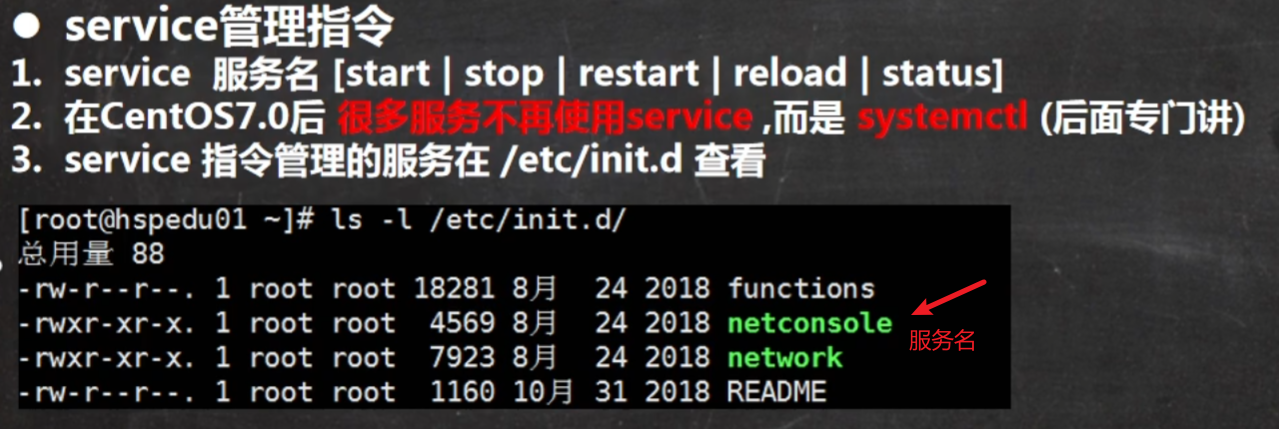 ● service管理指令
1. service 服务名 [start | stop | restart | reload | status]
2. 在CentOS7.0后 很多服务不再使用service ,而是 systemctl (后面专门讲)
3. service 指令管理的服务在 /etc/init.d 查看
[root@hspedu01 ~]# ls -l /etc/init.d/
总用量 88
-rw-r--r--. 1 root root 18281 8月 24 2018 functions
-rwxr-xr-x. 1 root root 4569 8月 24 2018 netconsole
服务名
-rwxr-xr-x. 1 root root 7923 8月 24 2018 network
-rw-r--r--. 1 root root 1160 10月 31 2018 README